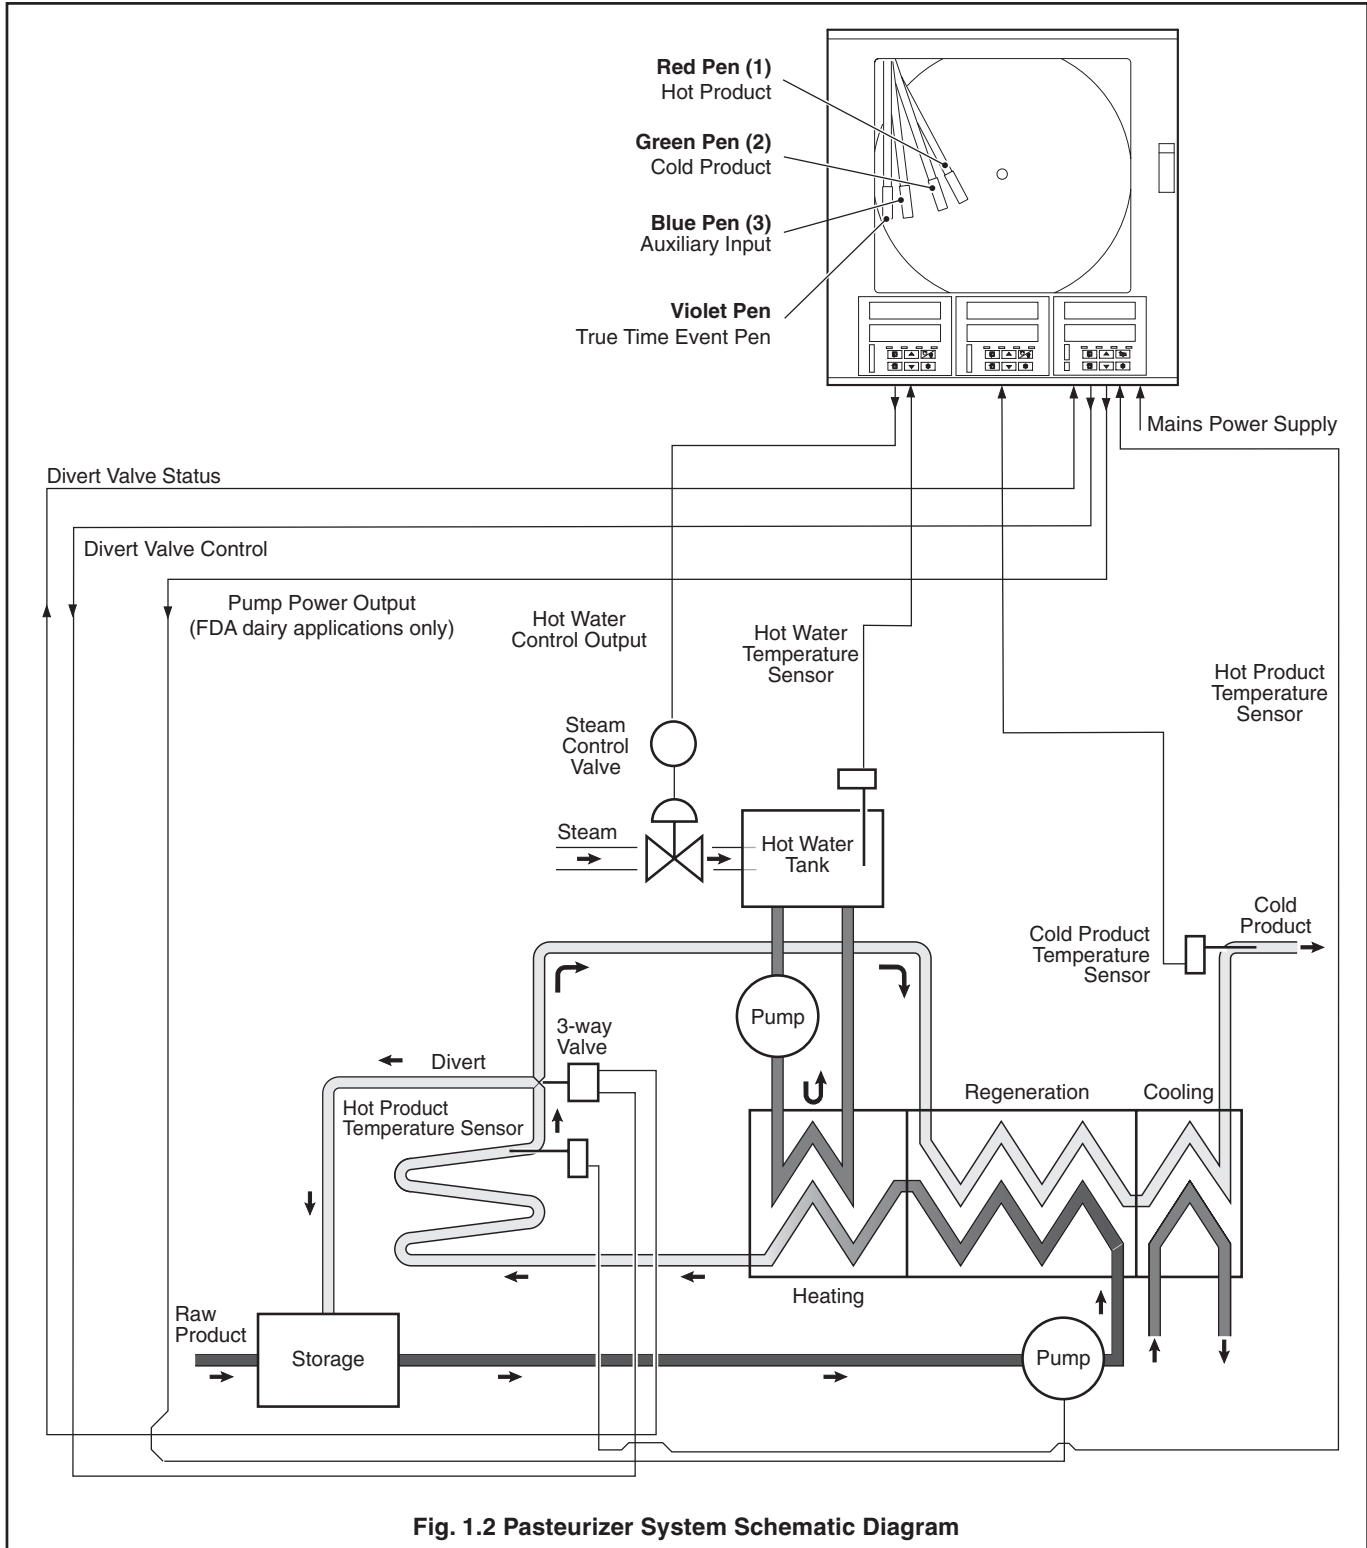 Red Pen (1)
Hot Product
Green Pen (2)
Cold Product
Blue Pen (3)
Auxiliary Input
Violet Pen
True Time Event Pen
Mains Power Supply
Divert Valve Status
Divert Valve Control
Pump Power Output
(FDA dairy applications only)
Hot Water
Control Output
Hot Water
Temperature
Sensor
Hot Product
Temperature
Sensor
Steam
Control
Valve
Steam
Hot Water
Tank
Cold
Product
Cold Product
Temperature
Sensor
Pump
3-way
Valve
Divert
Hot Product
Temperature Sensor
Regeneration
Cooling
Heating
Raw
Product
Storage
Pump
Fig. 1.2 Pasteurizer System Schematic Diagram